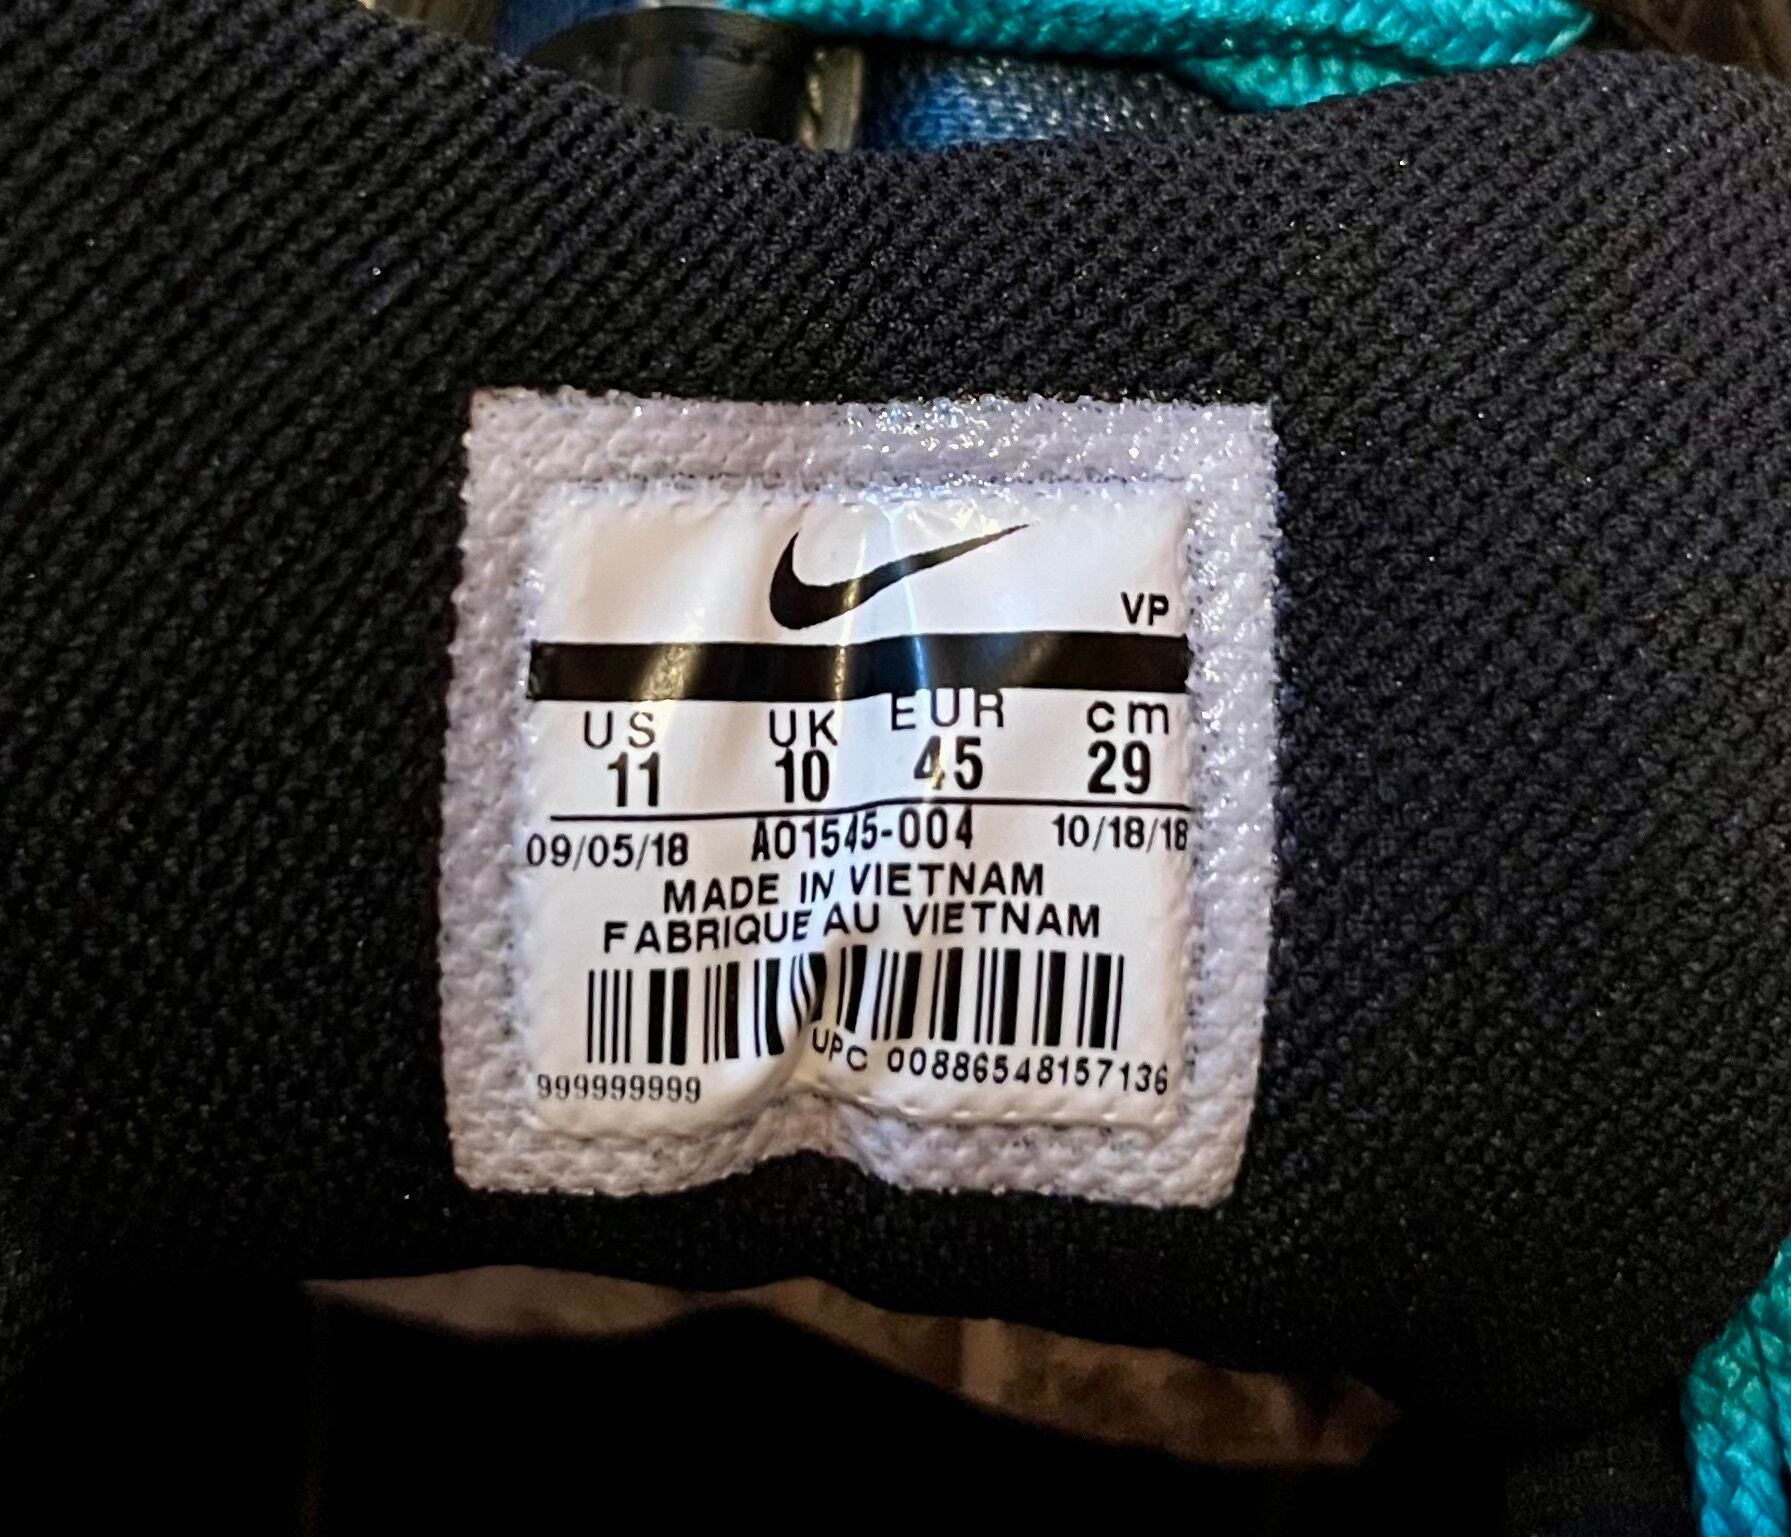 VP
US UK EUR cm
11 10 45 29
09/05/18 AO1545-004 10/18/18
MADE IN VIETNAM
FABRIQUE AU VIETNAM
UPC 00886548157136
999999999